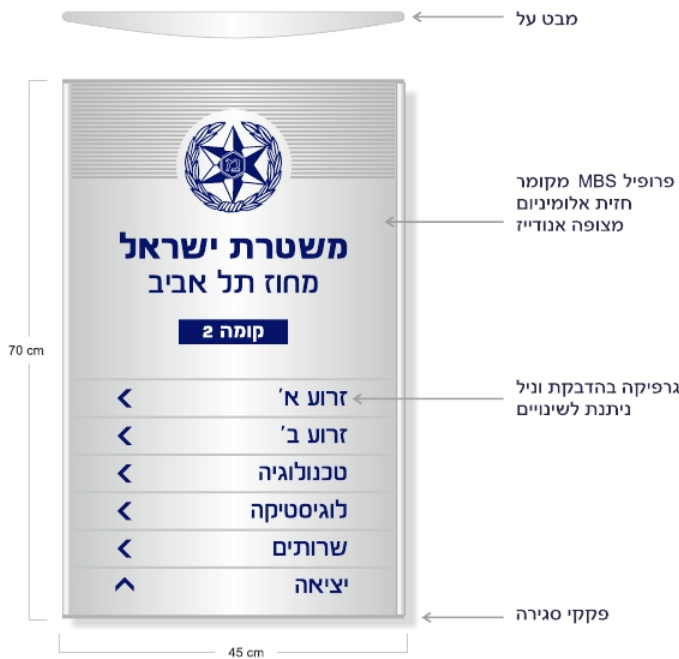 מבט על
פרופיל MBS מקומר
חזית אלומיניום
מצופה אנודייז
משטרת ישראל
מחוז תל אביב
קומה 2
70 cm
זרוע א'
גרפיקה בהדבקת וניל
ניתנת לשינויים
זרוע ב'
טכנולוגיה
לוגיסטיקה
שרותים
יציאה
פקקי סגירה
45 cm